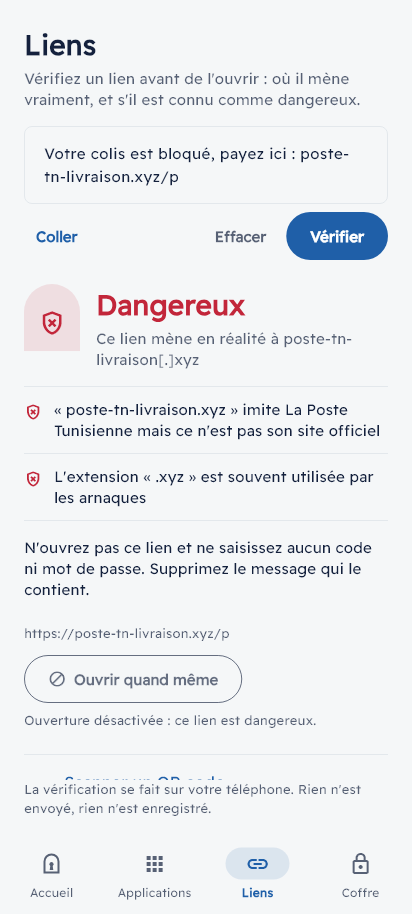 Liens
Vérifiez un lien avant de l'ouvrir : où il mène
vraiment, et s'il est connu comme dangereux.
Votre colis est bloqué, payez ici : poste-
tn-livraison.xyz/p
Coller
Effacer
Vérifier
Dangereux
Ce lien mène en réalité à poste-tn-
livraison[.]xyz
« poste-tn-livraison.xyz » imite La Poste
Tunisienne mais ce n'est pas son site officiel
L'extension « .xyz » est souvent utilisée par
les arnaques
N'ouvrez pas ce lien et ne saisissez aucun code
ni mot de passe. Supprimez le message qui le
contient.
https://poste-tn-livraison.xyz/p
Ouvrir quand même
Ouverture désactivée : ce lien est dangereux.
Scanner un QR code
La vérification se fait sur votre téléphone. Rien n'est
envoyé, rien n'est enregistré.
Accueil
Applications
Liens
Coffre